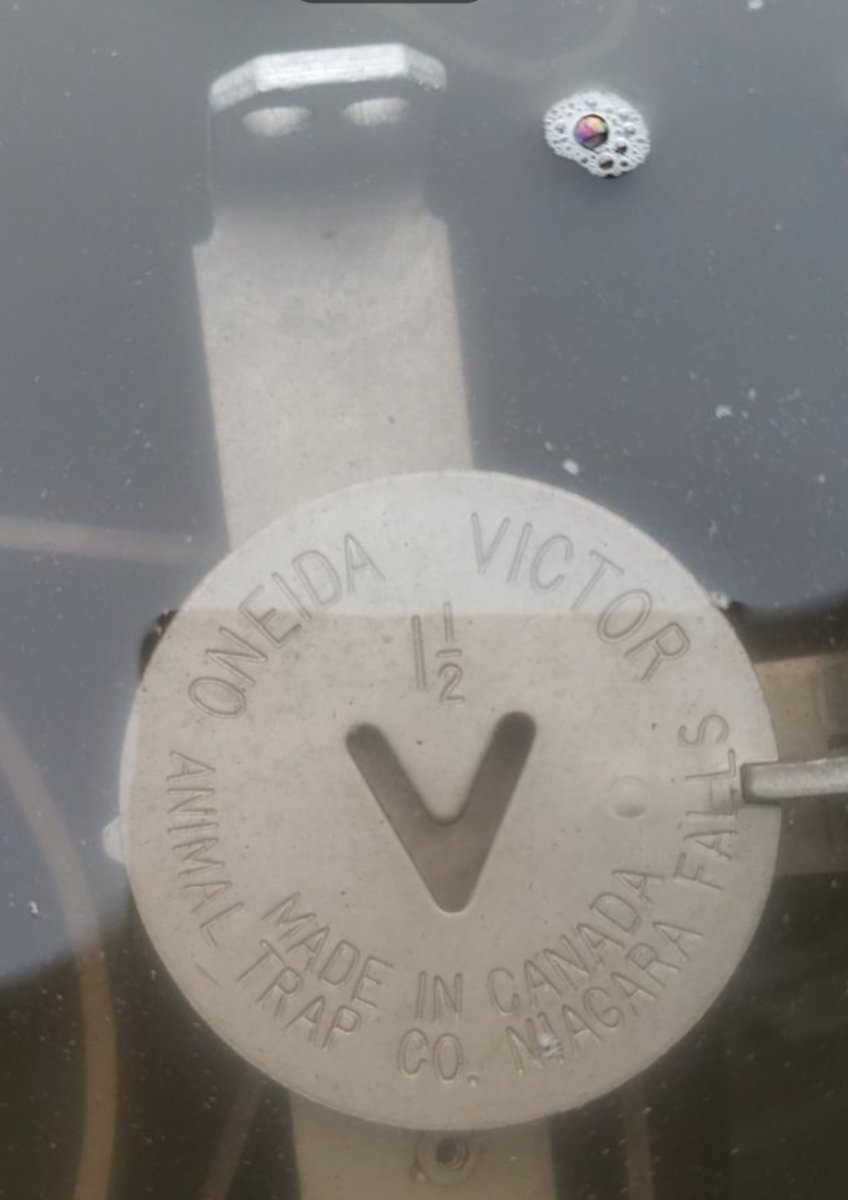 ONEIDA VICTOR
1 1/2
V
MADE IN CANADA
ANIMAL TRAP CO. NIAGARA FALLS